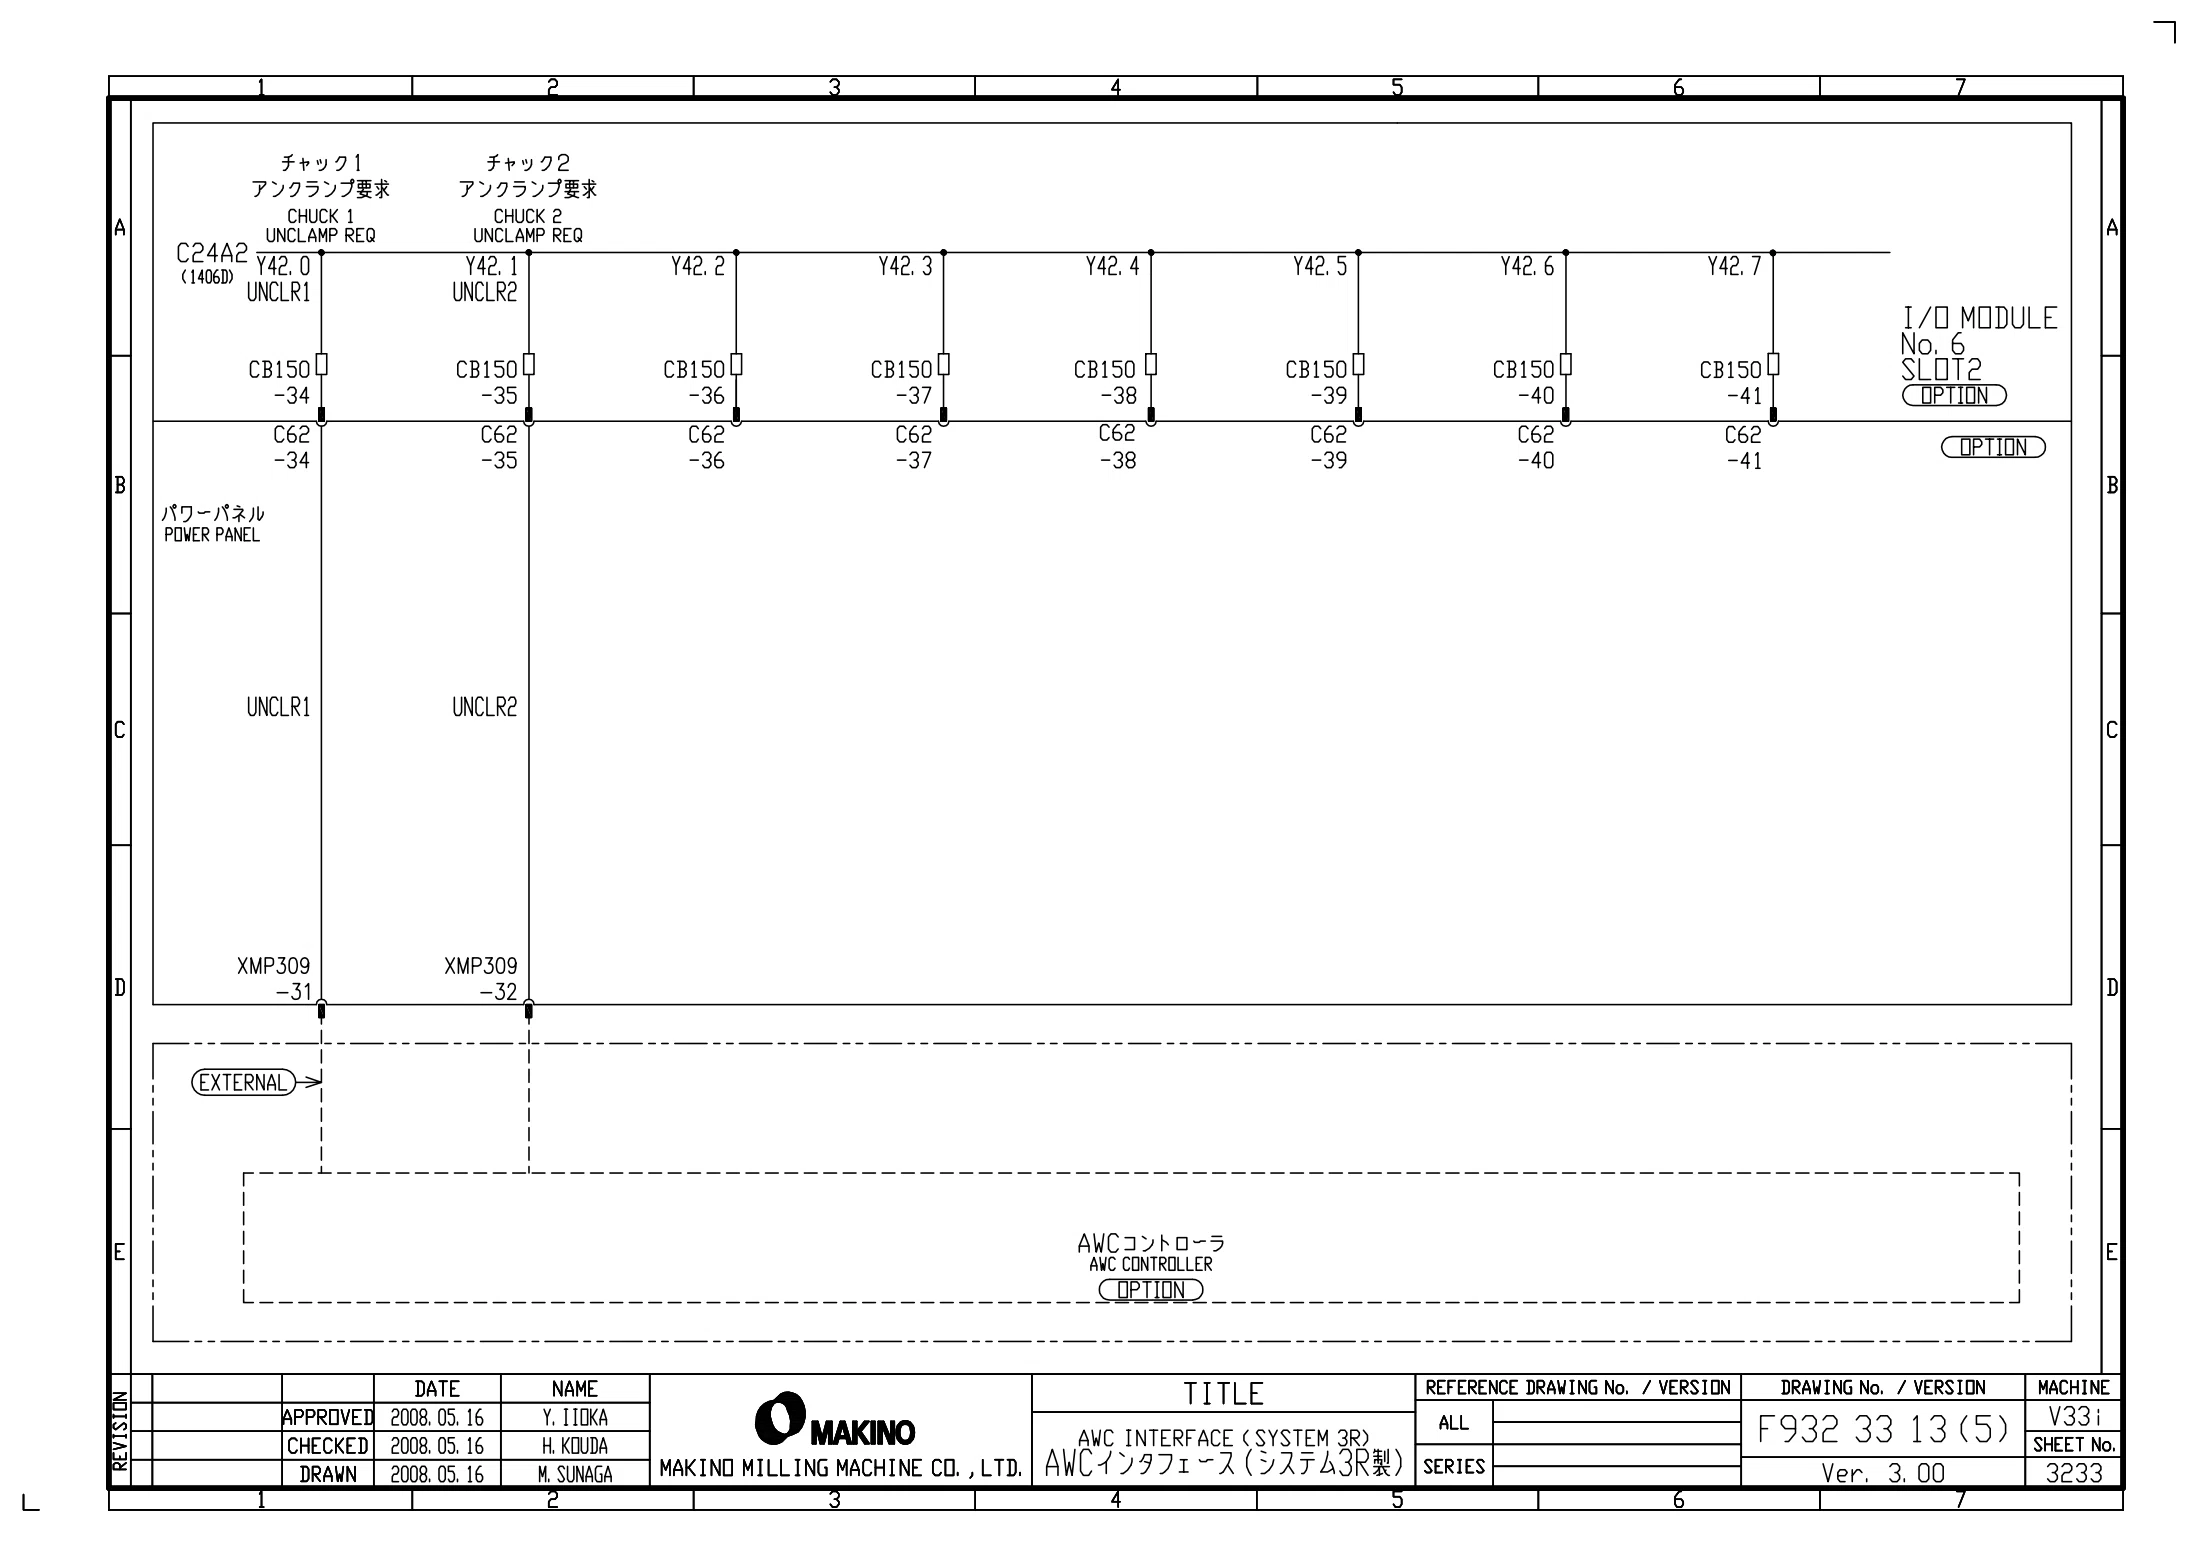 1 2 3 4 5 6 7
チャック1 チャック2
アンクランプ要求 アンクランプ要求
CHUCK 1 CHUCK 2
UNCLAMP REQ UNCLAMP REQ
A A
C24A2
(1406D)
Y42.0 Y42.1 Y42.2 Y42.3 Y42.4 Y42.5 Y42.6 Y42.7
UNCLR1 UNCLR2
I/O MODULE
No. 6
SLOT2
OPTION
CB150 CB150 CB150 CB150 CB150 CB150 CB150 CB150
-34 -35 -36 -37 -38 -39 -40 -41
C62 C62 C62 C62 C62 C62 C62 C62
-34 -35 -36 -37 -38 -39 -40 -41
OPTION
B B
パワーパネル
POWER PANEL
UNCLR1 UNCLR2
C C
XMP309 XMP309
-31 -32
D D
EXTERNAL
E E
AWCコントローラ
AWC CONTROLLER
OPTION
REVISION
DATE NAME
APPROVED 2008.05.16 Y. IIOKA
CHECKED 2008.05.16 H. KOUDA
DRAWN 2008.05.16 M. SUNAGA
MAKINO
MAKINO MILLING MACHINE CO., LTD.
TITLE
AWC INTERFACE (SYSTEM 3R)
AWCインタフェース(システム3R製)
REFERENCE DRAWING No. / VERSION
ALL
SERIES
DRAWING No. / VERSION
F932 33 13(5)
Ver. 3.00
MACHINE
V33i
SHEET No.
3233
1 2 3 4 5 6 7